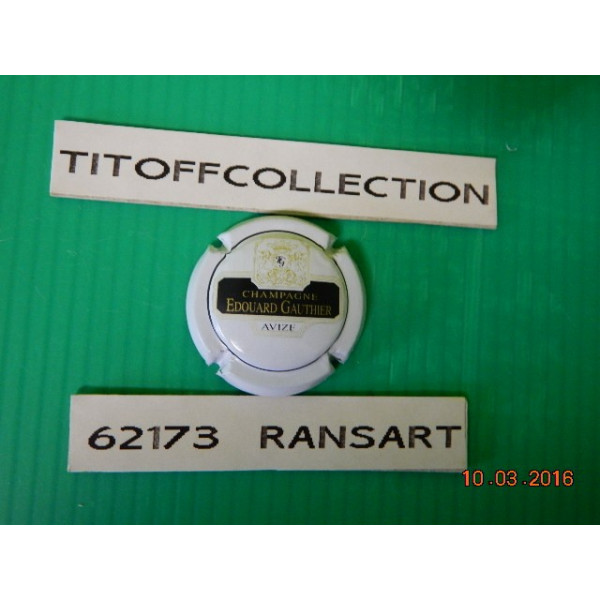 TITOFFCOLLECTION
CHAMPAGNE
EDOUARD GAUTHIER
AVIZE
62173 RANSART
10.03.2016